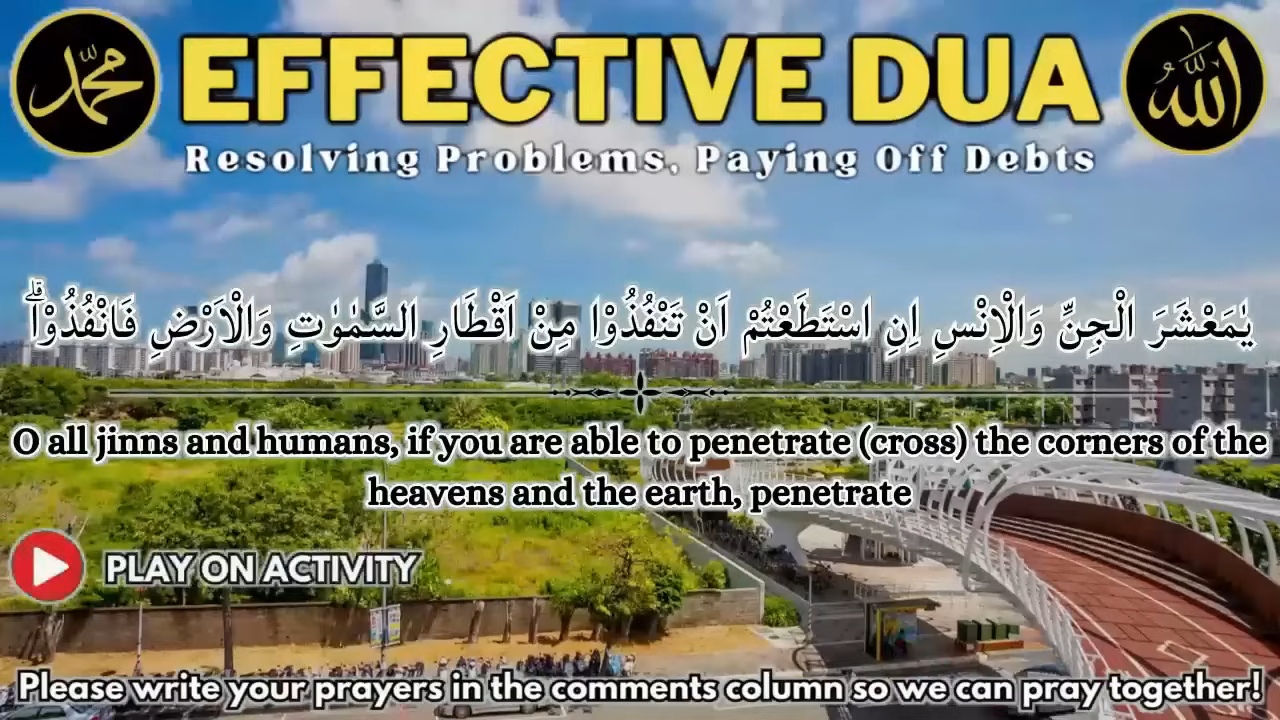 محمد
EFFECTIVE DUA
الله
Resolving Problems, Paying Off Debts
يٰمَعْشَرَ الْجِنِّ وَالْاِنْسِ اِنِ اسْتَطَعْتُمْ اَنْ تَنْفُذُوْا مِنْ اَقْطَارِ السَّمٰوٰتِ وَالْاَرْضِ فَانْفُذُوْاۗ
O all jinns and humans, if you are able to penetrate (cross) the corners of the
heavens and the earth, penetrate
PLAY ON ACTIVITY
Please write your prayers in the comments column so we can pray together!